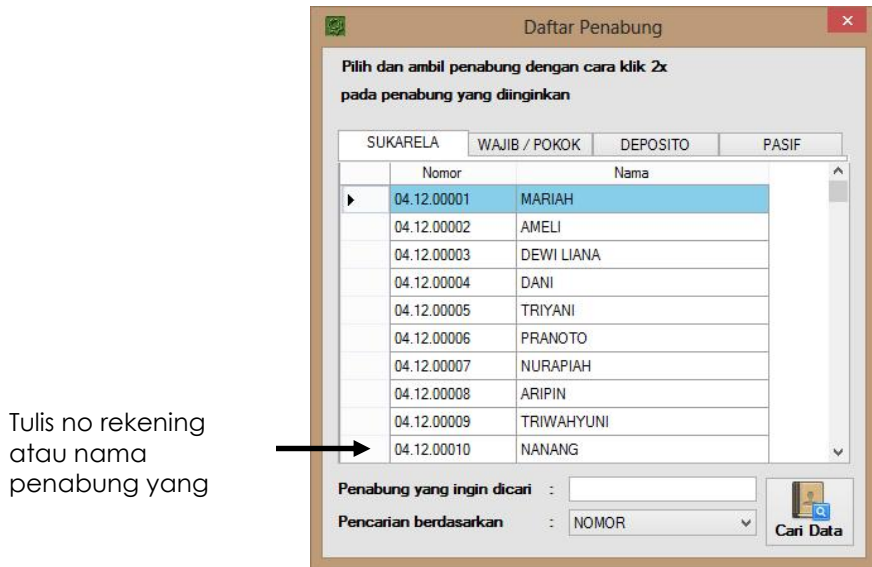 Daftar Penabung
Pilih dan ambil penabung dengan cara klik 2x
pada penabung yang diinginkan
SUKARELA WAJIB / POKOK DEPOSITO PASIF
Nomor Nama
04.12.00001 MARIAH
04.12.00002 AMELI
04.12.00003 DEWI LIANA
04.12.00004 DANI
04.12.00005 TRIYANI
04.12.00006 PRANOTO
04.12.00007 NURAPIAH
04.12.00008 ARIPIN
04.12.00009 TRIWAHYUNI
04.12.00010 NANANG
Tulis no rekening
atau nama
penabung yang
Penabung yang ingin dicari :
Pencarian berdasarkan : NOMOR
Cari Data